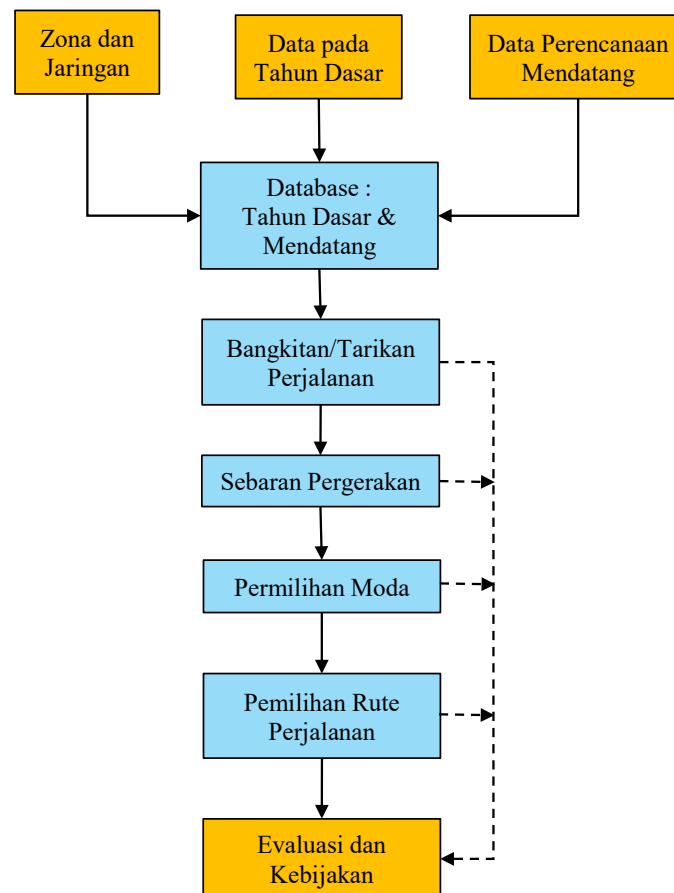 Zona dan
Jaringan
Data pada
Tahun Dasar
Data Perencanaan
Mendatang
Database :
Tahun Dasar &
Mendatang
Bangkitan/Tarikan
Perjalanan
Sebaran Pergerakan
Permilihan Moda
Pemilihan Rute
Perjalanan
Evaluasi dan
Kebijakan